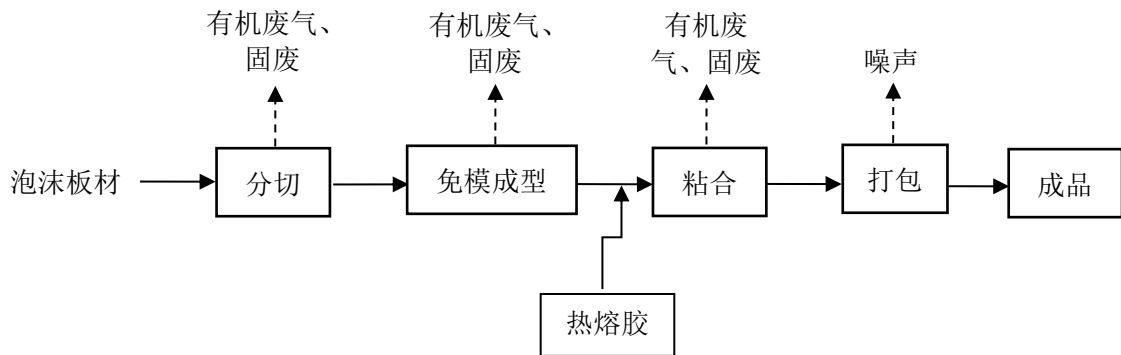 有机废气、
固废
有机废气、
固废
有机废
气、固废
噪声
泡沫板材
分切
免模成型
粘合
打包
成品
热熔胶